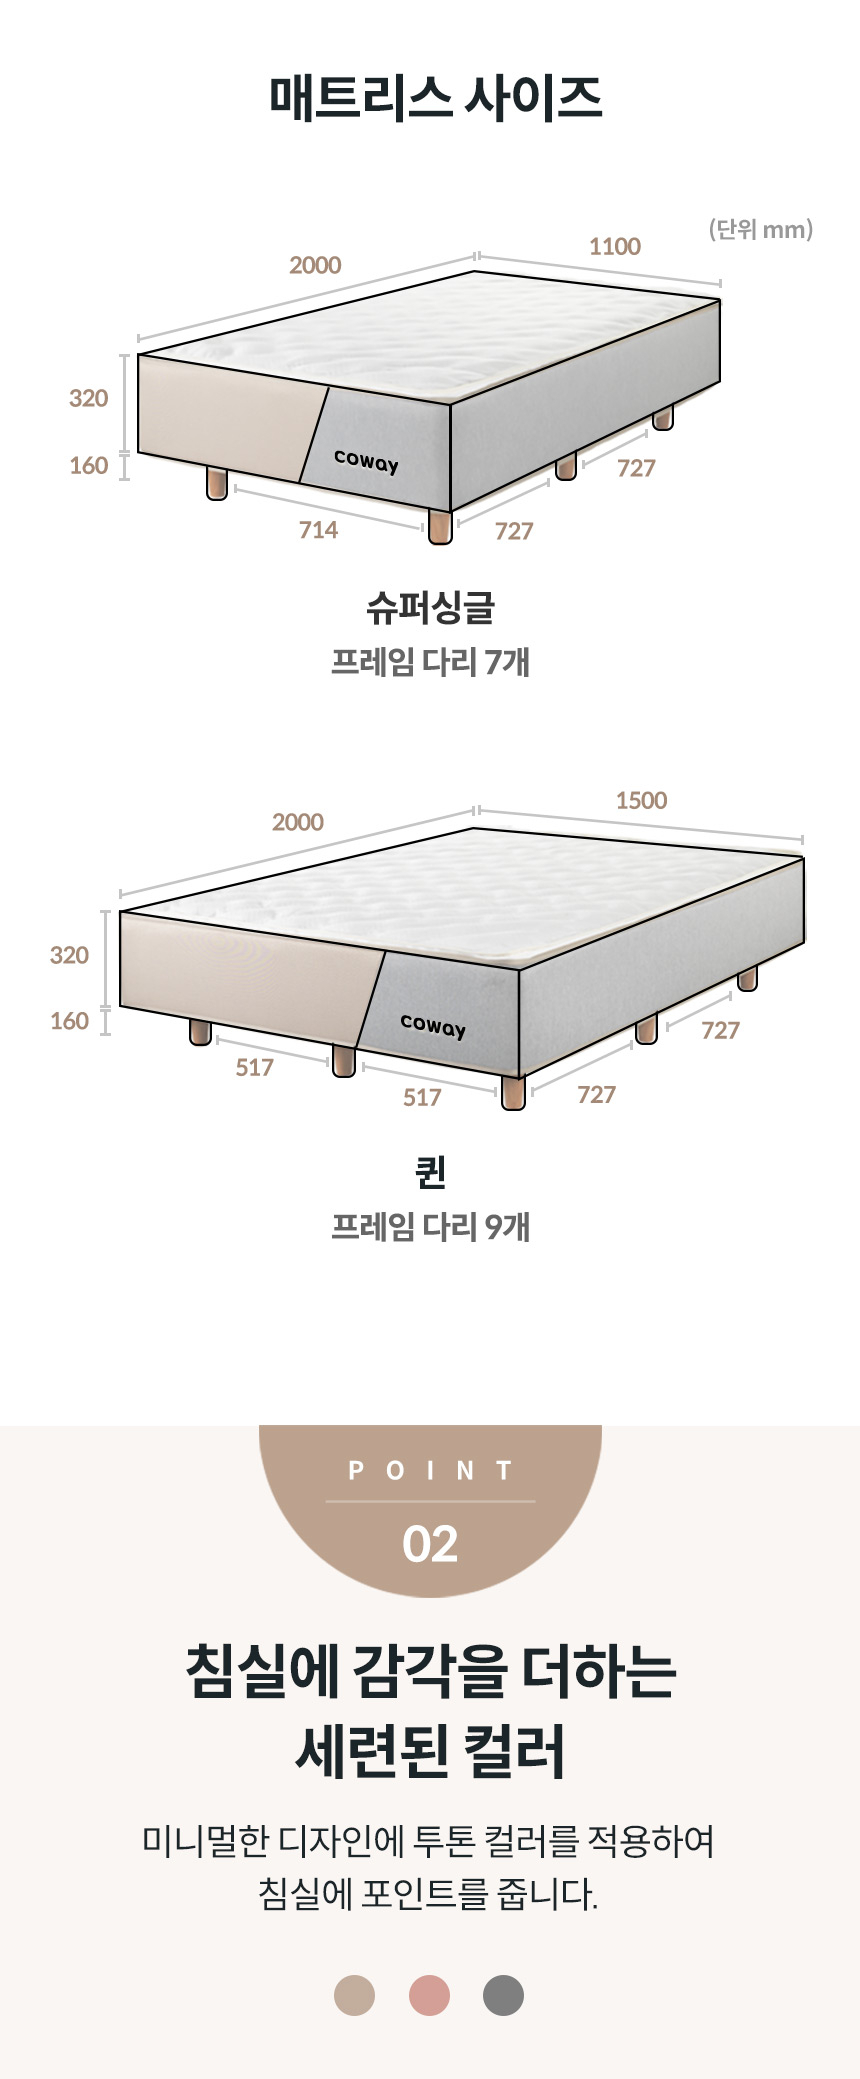 매트리스 사이즈
(단위 mm)
2000
1100
320
160
coway
714
727
727
슈퍼싱글
프레임 다리 7개
2000
1500
320
160
coway
517
517
727
727
퀸
프레임 다리 9개
POINT
02
침실에 감각을 더하는
세련된 컬러
미니멀한 디자인에 투톤 컬러를 적용하여
침실에 포인트를 줍니다.